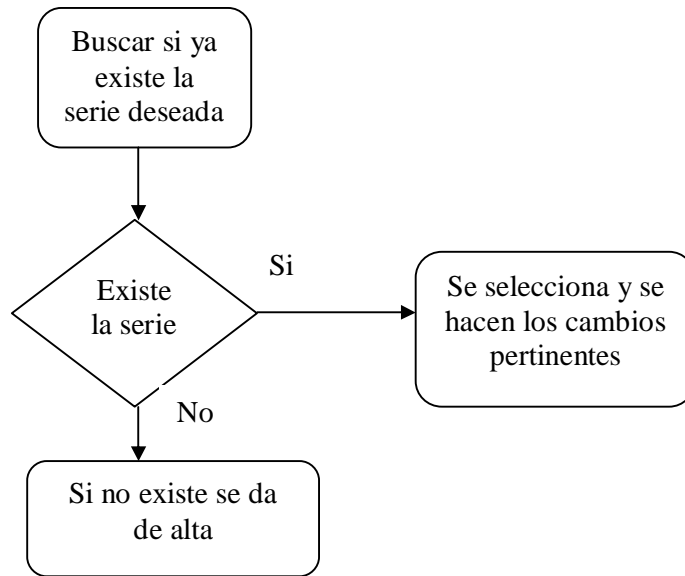 Buscar si ya
existe la
serie deseada
Existe
la serie
Si
Se selecciona y se
hacen los cambios
pertinentes
No
Si no existe se da
de alta